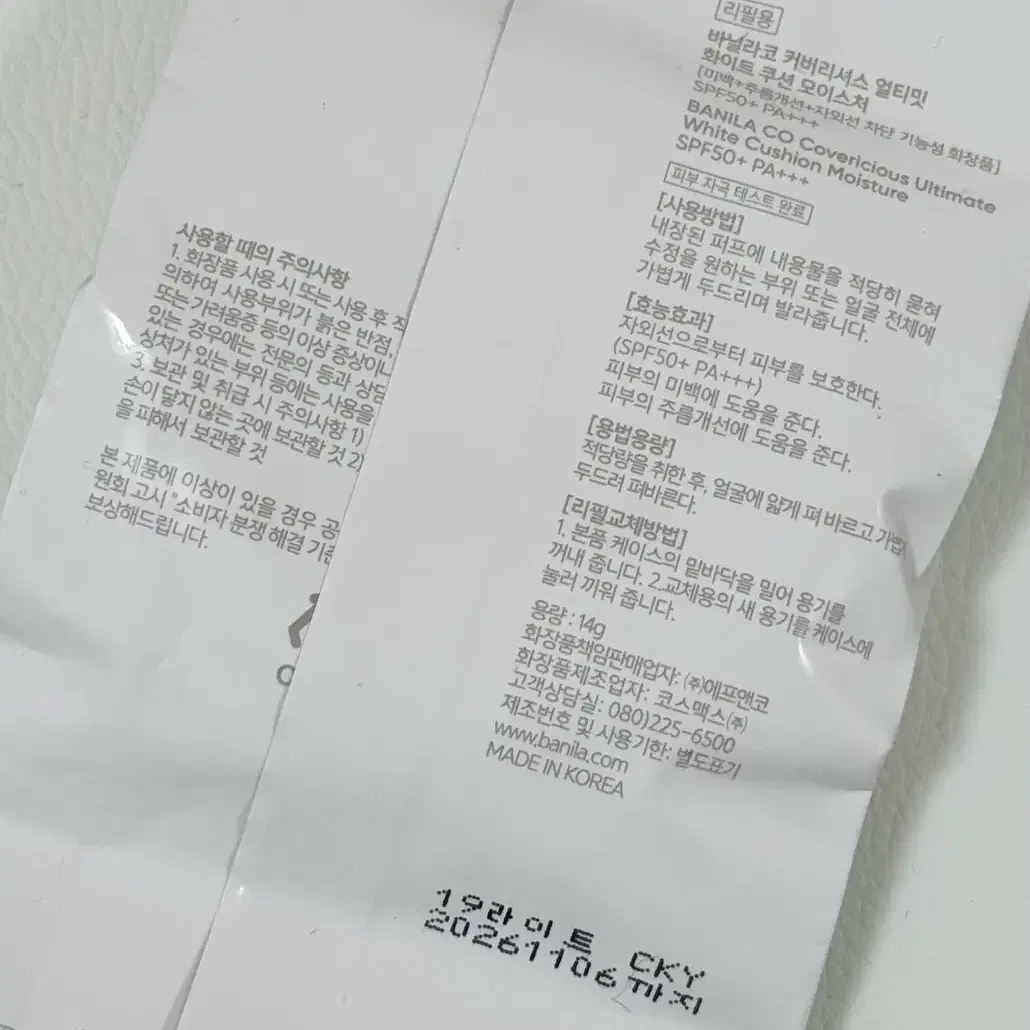 사용할 때의 주의사항
1. 화장품 사용 시 또는 사용 후
의하여 사용부위가 붉은 반점,
또는 가려움증 등의 이상 증상이
있는 경우에는 전문의 등과 상담
상처가 있는 부위 등에는 사용을
3. 보관 및 취급 시 주의사항 1)
손이 닿지 않는 곳에 보관할 것 2)
을 피해서 보관할 것
본 제품에 이상이 있을 경우 공
원회 고시 "소비자 분쟁 해결 기준
보상해드립니다.
리필용
바닐라코 커버리셔스 얼티밋
화이트 쿠션 모이스처
[미백+주름개선+자외선 차단 기능성 화장품]
SPF50+ PA+++
BANILA CO Covericious Ultimate
White Cushion Moisture
SPF50+ PA+++
피부 자극 테스트 완료
[사용방법]
내장된 퍼프에 내용물을 적당히 묻혀
수정을 원하는 부위 또는 얼굴 전체에
가볍게 두드리며 발라줍니다.
[효능효과]
자외선으로부터 피부를 보호한다.
(SPF50+ PA+++)
피부의 미백에 도움을 준다.
피부의 주름개선에 도움을 준다.
[용법용량]
적당량을 취한 후, 얼굴에 얇게 펴 바르고 가볍
두드려 펴바른다.
[리필교체방법]
1. 본품 케이스의 밑바닥을 밀어 용기를
꺼내 줍니다. 2.교체용의 새 용기를 케이스에
눌러 끼워 줍니다.
용량 : 14g
화장품책임판매업자: (주)에프앤코
화장품제조업자: 코스맥스(주)
고객상담실: 080)225-6500
제조번호 및 사용기한: 별도표기
www.banila.com
MADE IN KOREA
19라이트 CKY
20261106까지